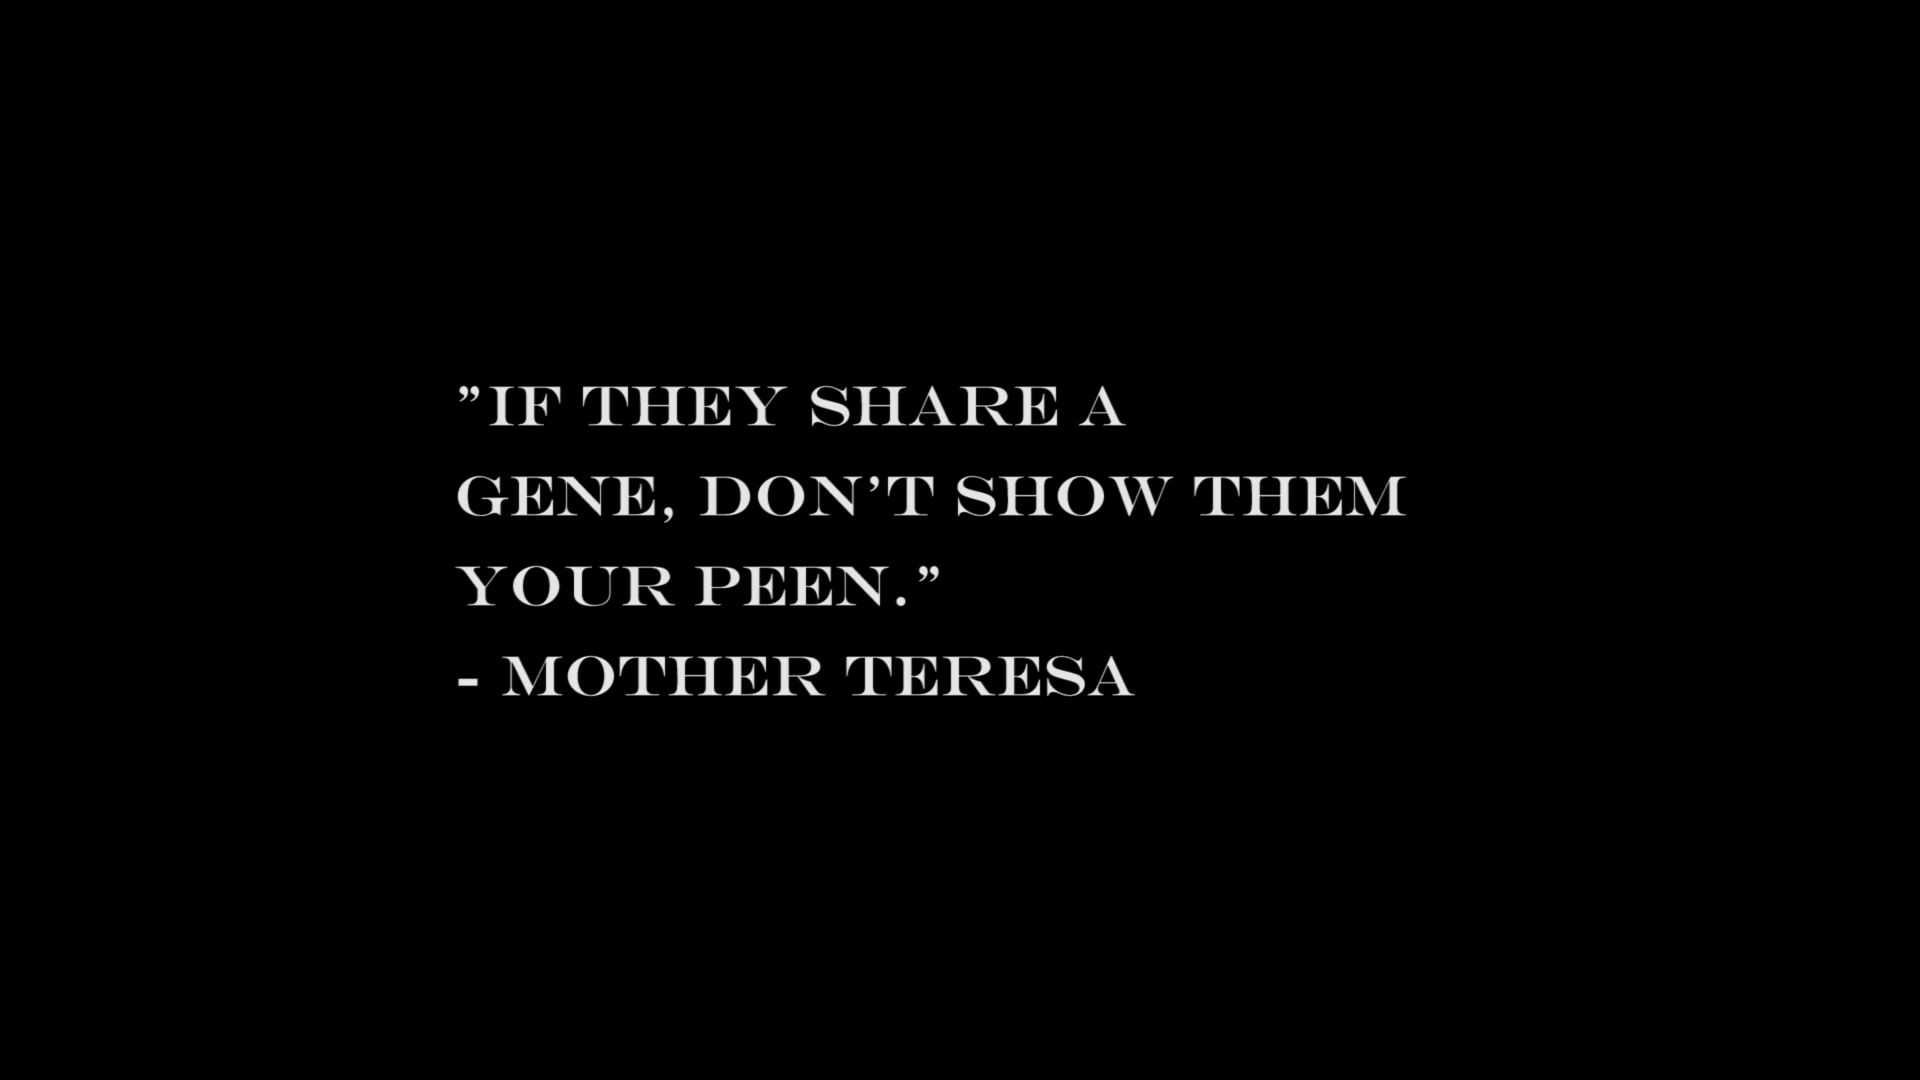 ”IF THEY SHARE A
GENE, DON’T SHOW THEM
YOUR PEEN.”
- MOTHER TERESA